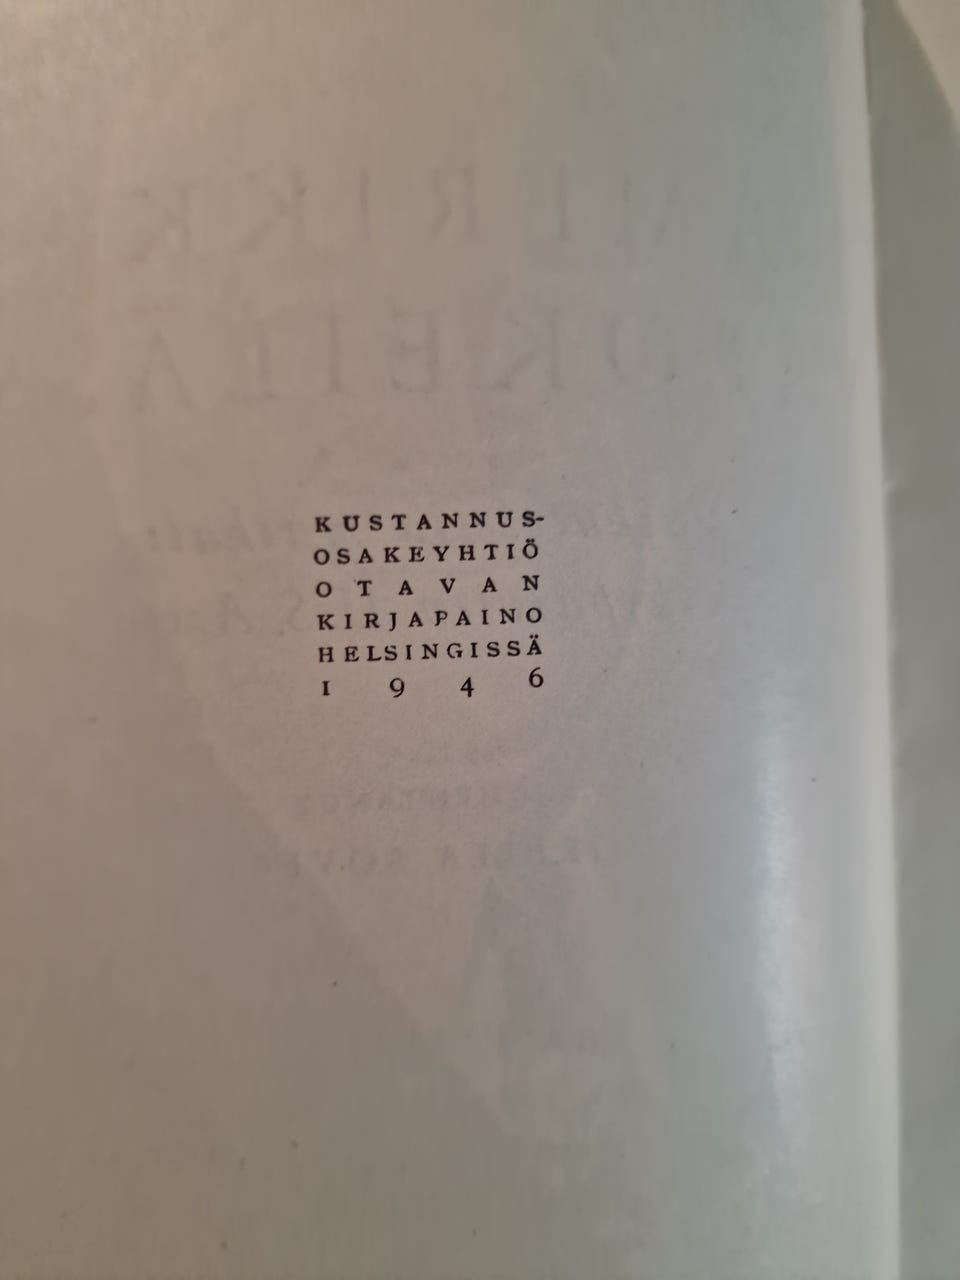 KUSTANNUS-
OSAKEYHTIÖ
OTAVAN
KIRJAPAINO
HELSINGISSÄ
1946